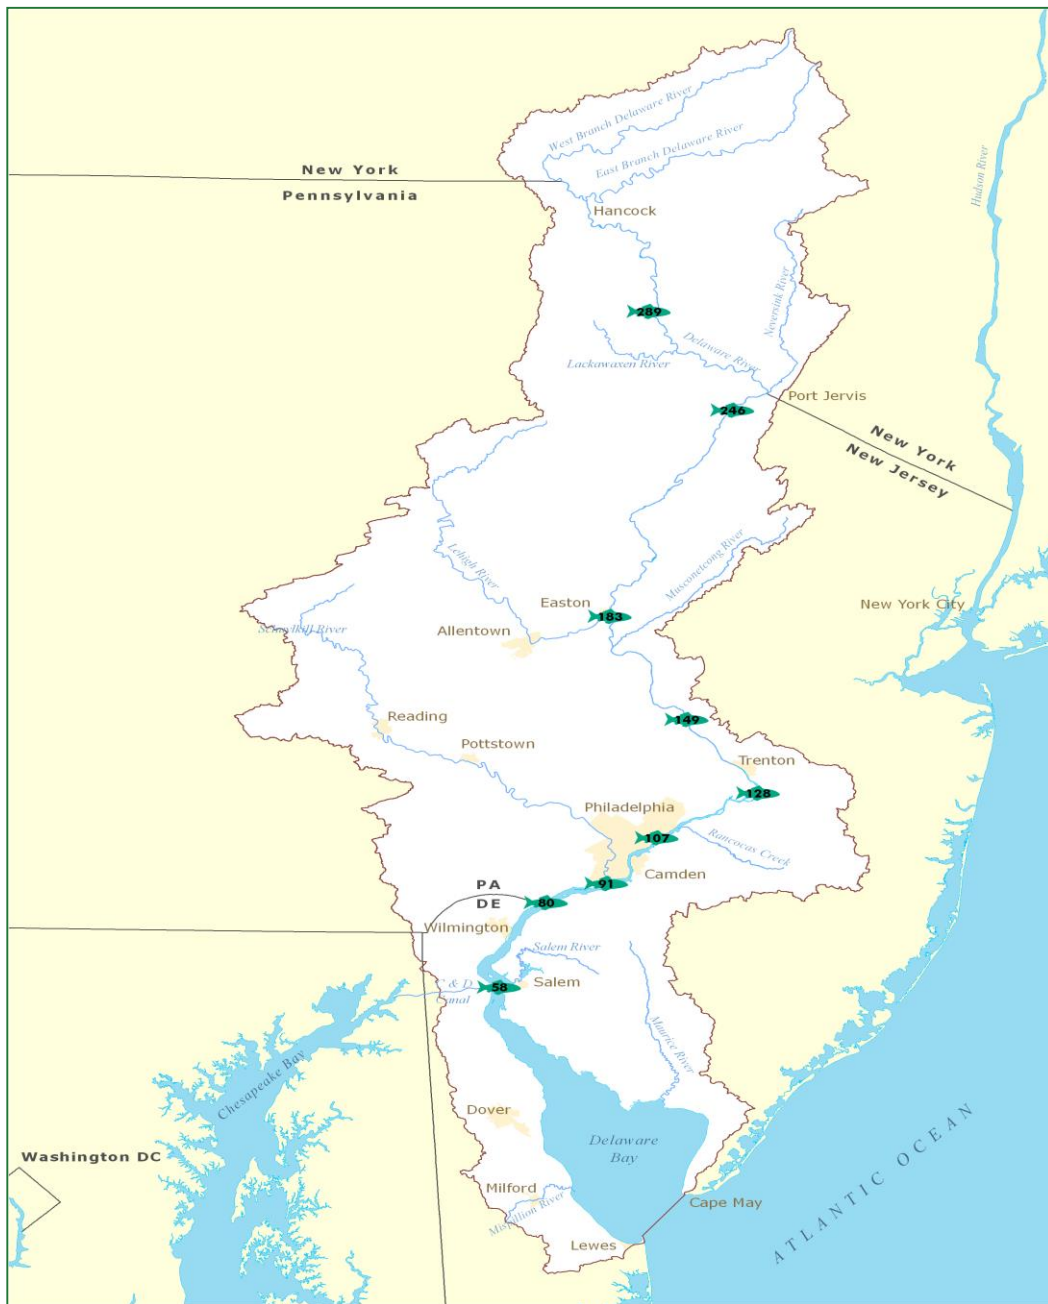 West Branch Delaware River
East Branch Delaware River
Hudson River
New York
Pennsylvania
Hancock
Neversink River
289
Delaware River
Lackawaxen River
Port Jervis
246
New York
New Jersey
Musconetcong River
Lehigh River
Easton
New York City
183
Schuylkill River
Allentown
Reading
149
Pottstown
Trenton
128
Philadelphia
107
Rancocas Creek
Camden
91
PA
DE
80
Wilmington
Salem River
C & D
Canal
58
Salem
Maurice River
Chesapeake Bay
Dover
Delaware
Bay
ATLANTIC OCEAN
Washington DC
Milford
Mispillion River
Cape May
Lewes